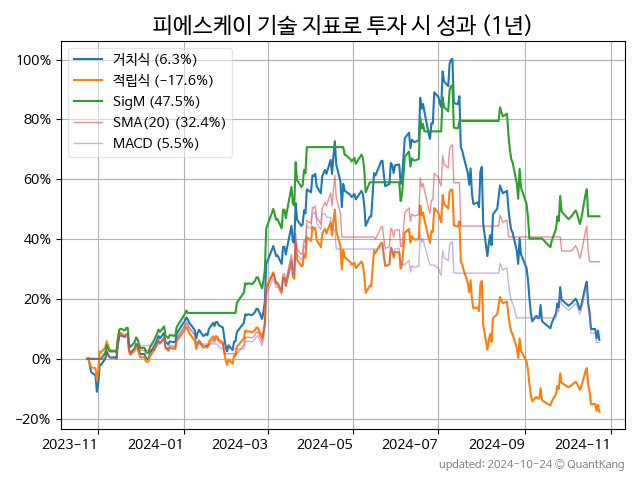 피에스케이 기술 지표로 투자 시 성과 (1년)
거치식 (6.3%)
적립식 (−17.6%)
SigM (47.5%)
SMA(20) (32.4%)
MACD (5.5%)
100%
80%
60%
40%
20%
0%
−20%
2023-11 2024-01 2024-03 2024-05 2024-07 2024-09 2024-11
updated: 2024-10-24 © QuantKang